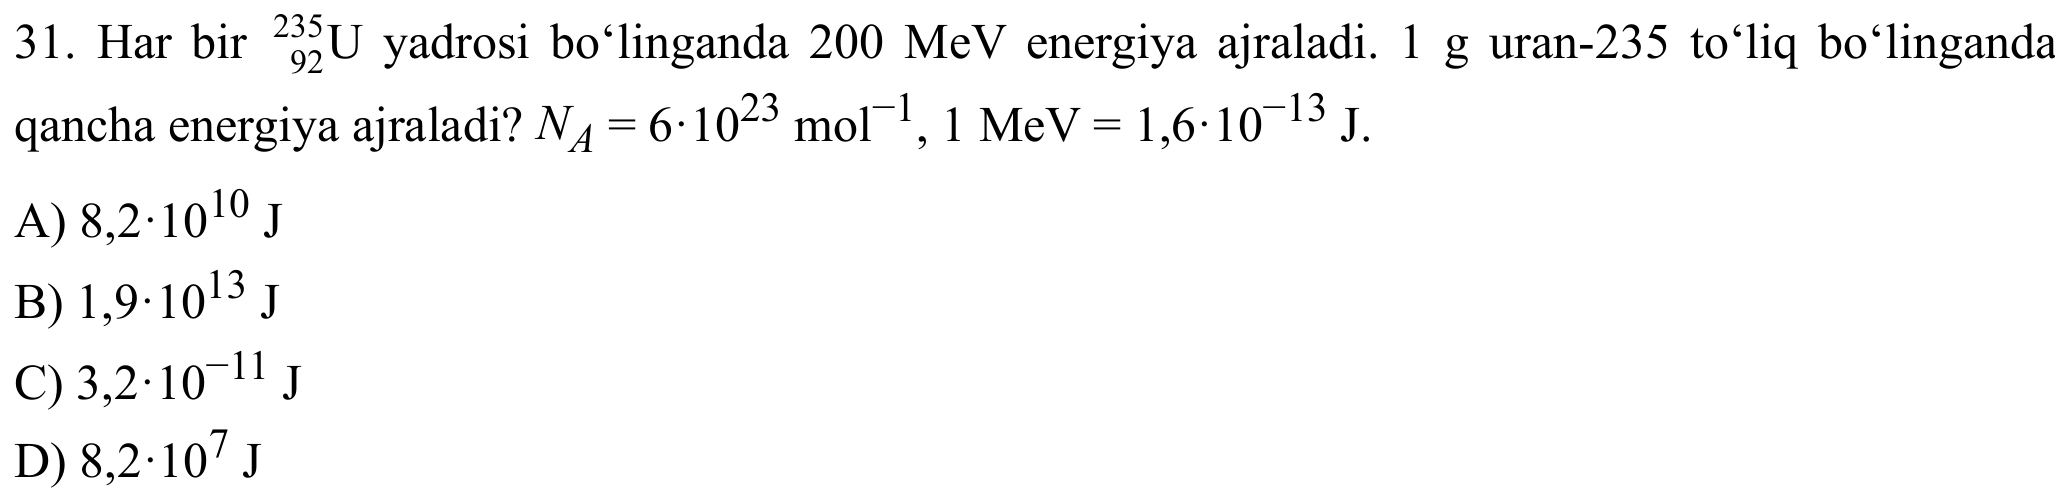 31. Har bir ²³⁵₉₂U yadrosi bo‘linganda 200 MeV energiya ajraladi. 1 g uran-235 to‘liq bo‘linganda
qancha energiya ajraladi? N_A = 6·10²³ mol⁻¹, 1 MeV = 1,6·10⁻¹³ J.
A) 8,2·10¹⁰ J
B) 1,9·10¹³ J
C) 3,2·10⁻¹¹ J
D) 8,2·10⁷ J